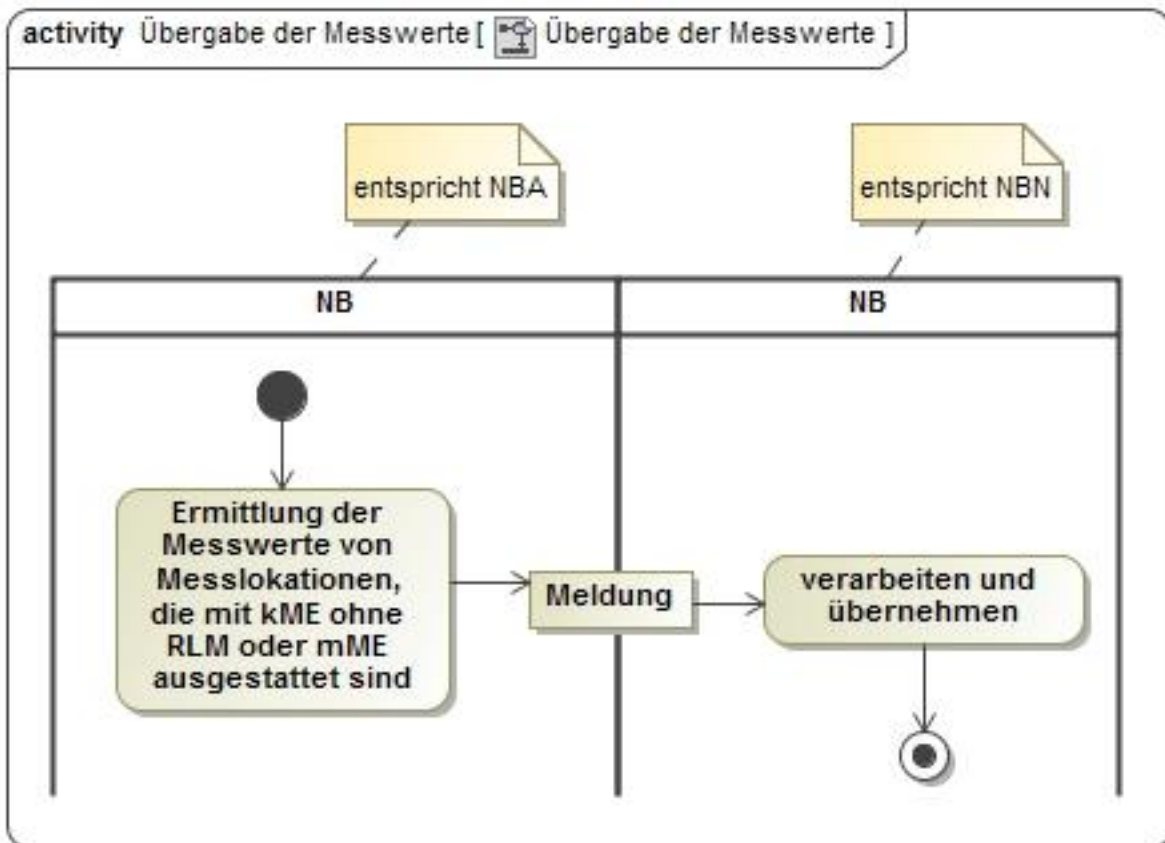 activity Übergabe der Messwerte [ Übergabe der Messwerte ]
entspricht NBA
entspricht NBN
NB
NB
Ermittlung der
Messwerte von
Messlokationen,
die mit kME ohne
RLM oder mME
ausgestattet sind
Meldung
verarbeiten und
übernehmen